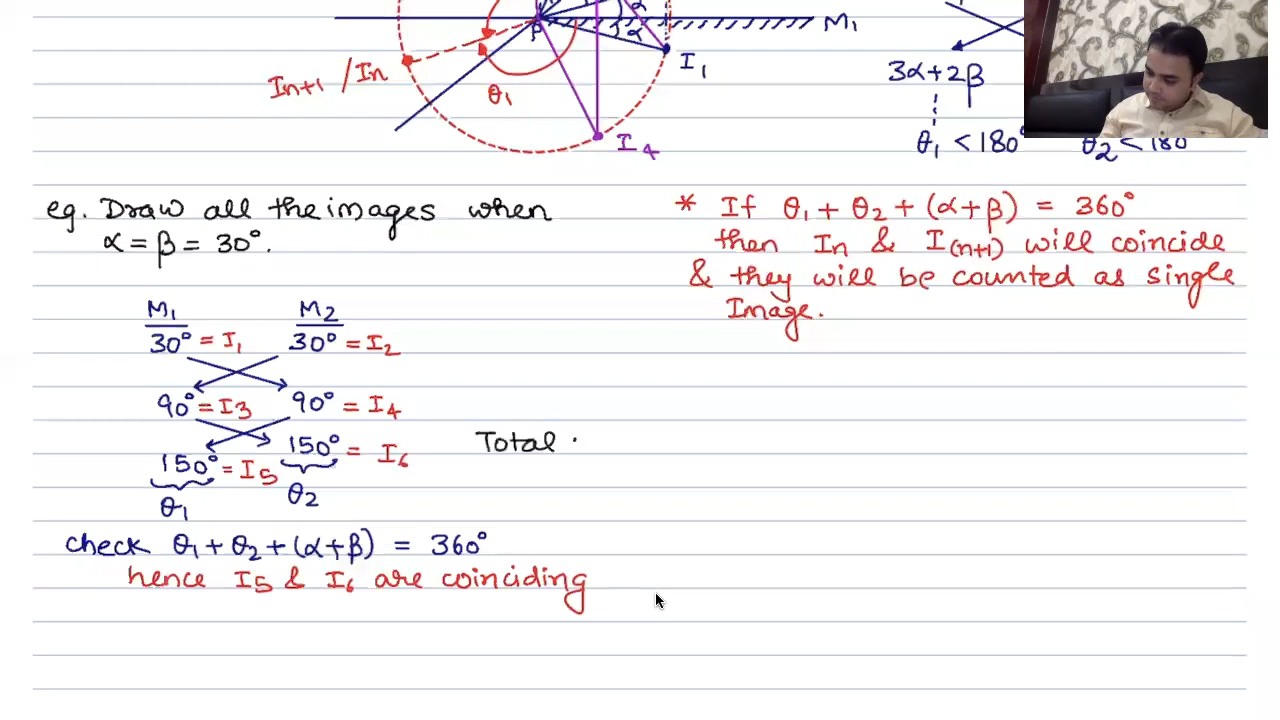 M1
α
α
P
I1
In+1 / In
θ1
I4
3α+2β
θ1 < 180°
θ2 < 180
eg. Draw all the images when
α = β = 30°.
M1 M2
30° = I1 30° = I2
90° = I3 90° = I4
150° = I5 150° = I6
θ1 θ2
Total
check θ1 + θ2 + (α+β) = 360°
hence I5 & I6 are coinciding
* If θ1 + θ2 + (α+β) = 360°
then In & I(n+1) will coincide
& they will be counted as single
Image.